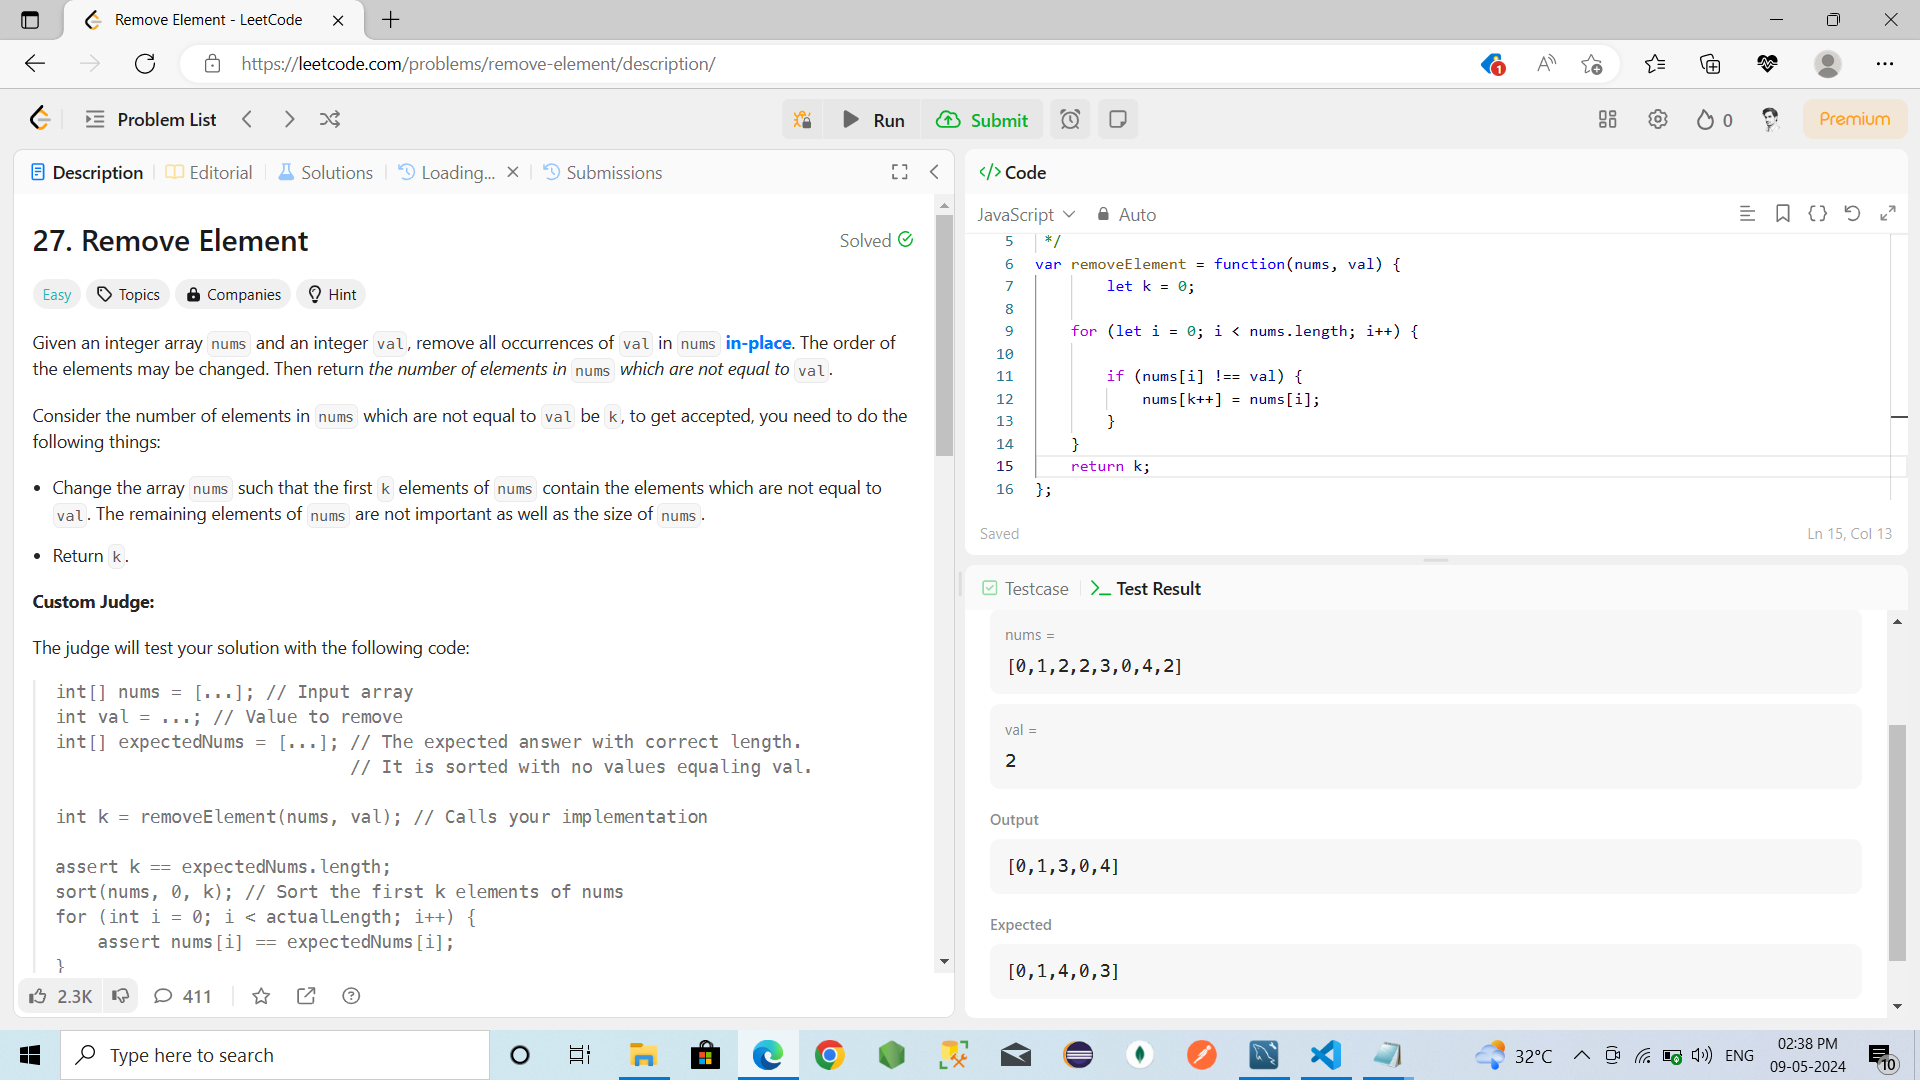 Remove Element - LeetCode
https://leetcode.com/problems/remove-element/description/
1
Problem List
Run
Submit
0
Premium
Description
Editorial
Solutions
Loading...
Submissions
27. Remove Element
Solved
Easy
Topics
Companies
Hint
Given an integer array nums and an integer val, remove all occurrences of val in nums in-place. The order of
the elements may be changed. Then return the number of elements in nums which are not equal to val.
Consider the number of elements in nums which are not equal to val be k, to get accepted, you need to do the
following things:
• Change the array nums such that the first k elements of nums contain the elements which are not equal to
val. The remaining elements of nums are not important as well as the size of nums.
• Return k.
Custom Judge:
The judge will test your solution with the following code:
int[] nums = [...]; // Input array
int val = ...; // Value to remove
int[] expectedNums = [...]; // The expected answer with correct length.
// It is sorted with no values equaling val.
int k = removeElement(nums, val); // Calls your implementation
assert k == expectedNums.length;
sort(nums, 0, k); // Sort the first k elements of nums
for (int i = 0; i < actualLength; i++) {
assert nums[i] == expectedNums[i];
}
2.3K
411
Code
JavaScript
Auto
5 */
6 var removeElement = function(nums, val) {
7 let k = 0;
8
9 for (let i = 0; i < nums.length; i++) {
10
11 if (nums[i] !== val) {
12 nums[k++] = nums[i];
13 }
14 }
15 return k;
16 };
Saved
Ln 15, Col 13
Testcase
Test Result
nums =
[0,1,2,2,3,0,4,2]
val =
2
Output
[0,1,3,0,4]
Expected
[0,1,4,0,3]
Type here to search
32°C
ENG
02:38 PM
09-05-2024
10